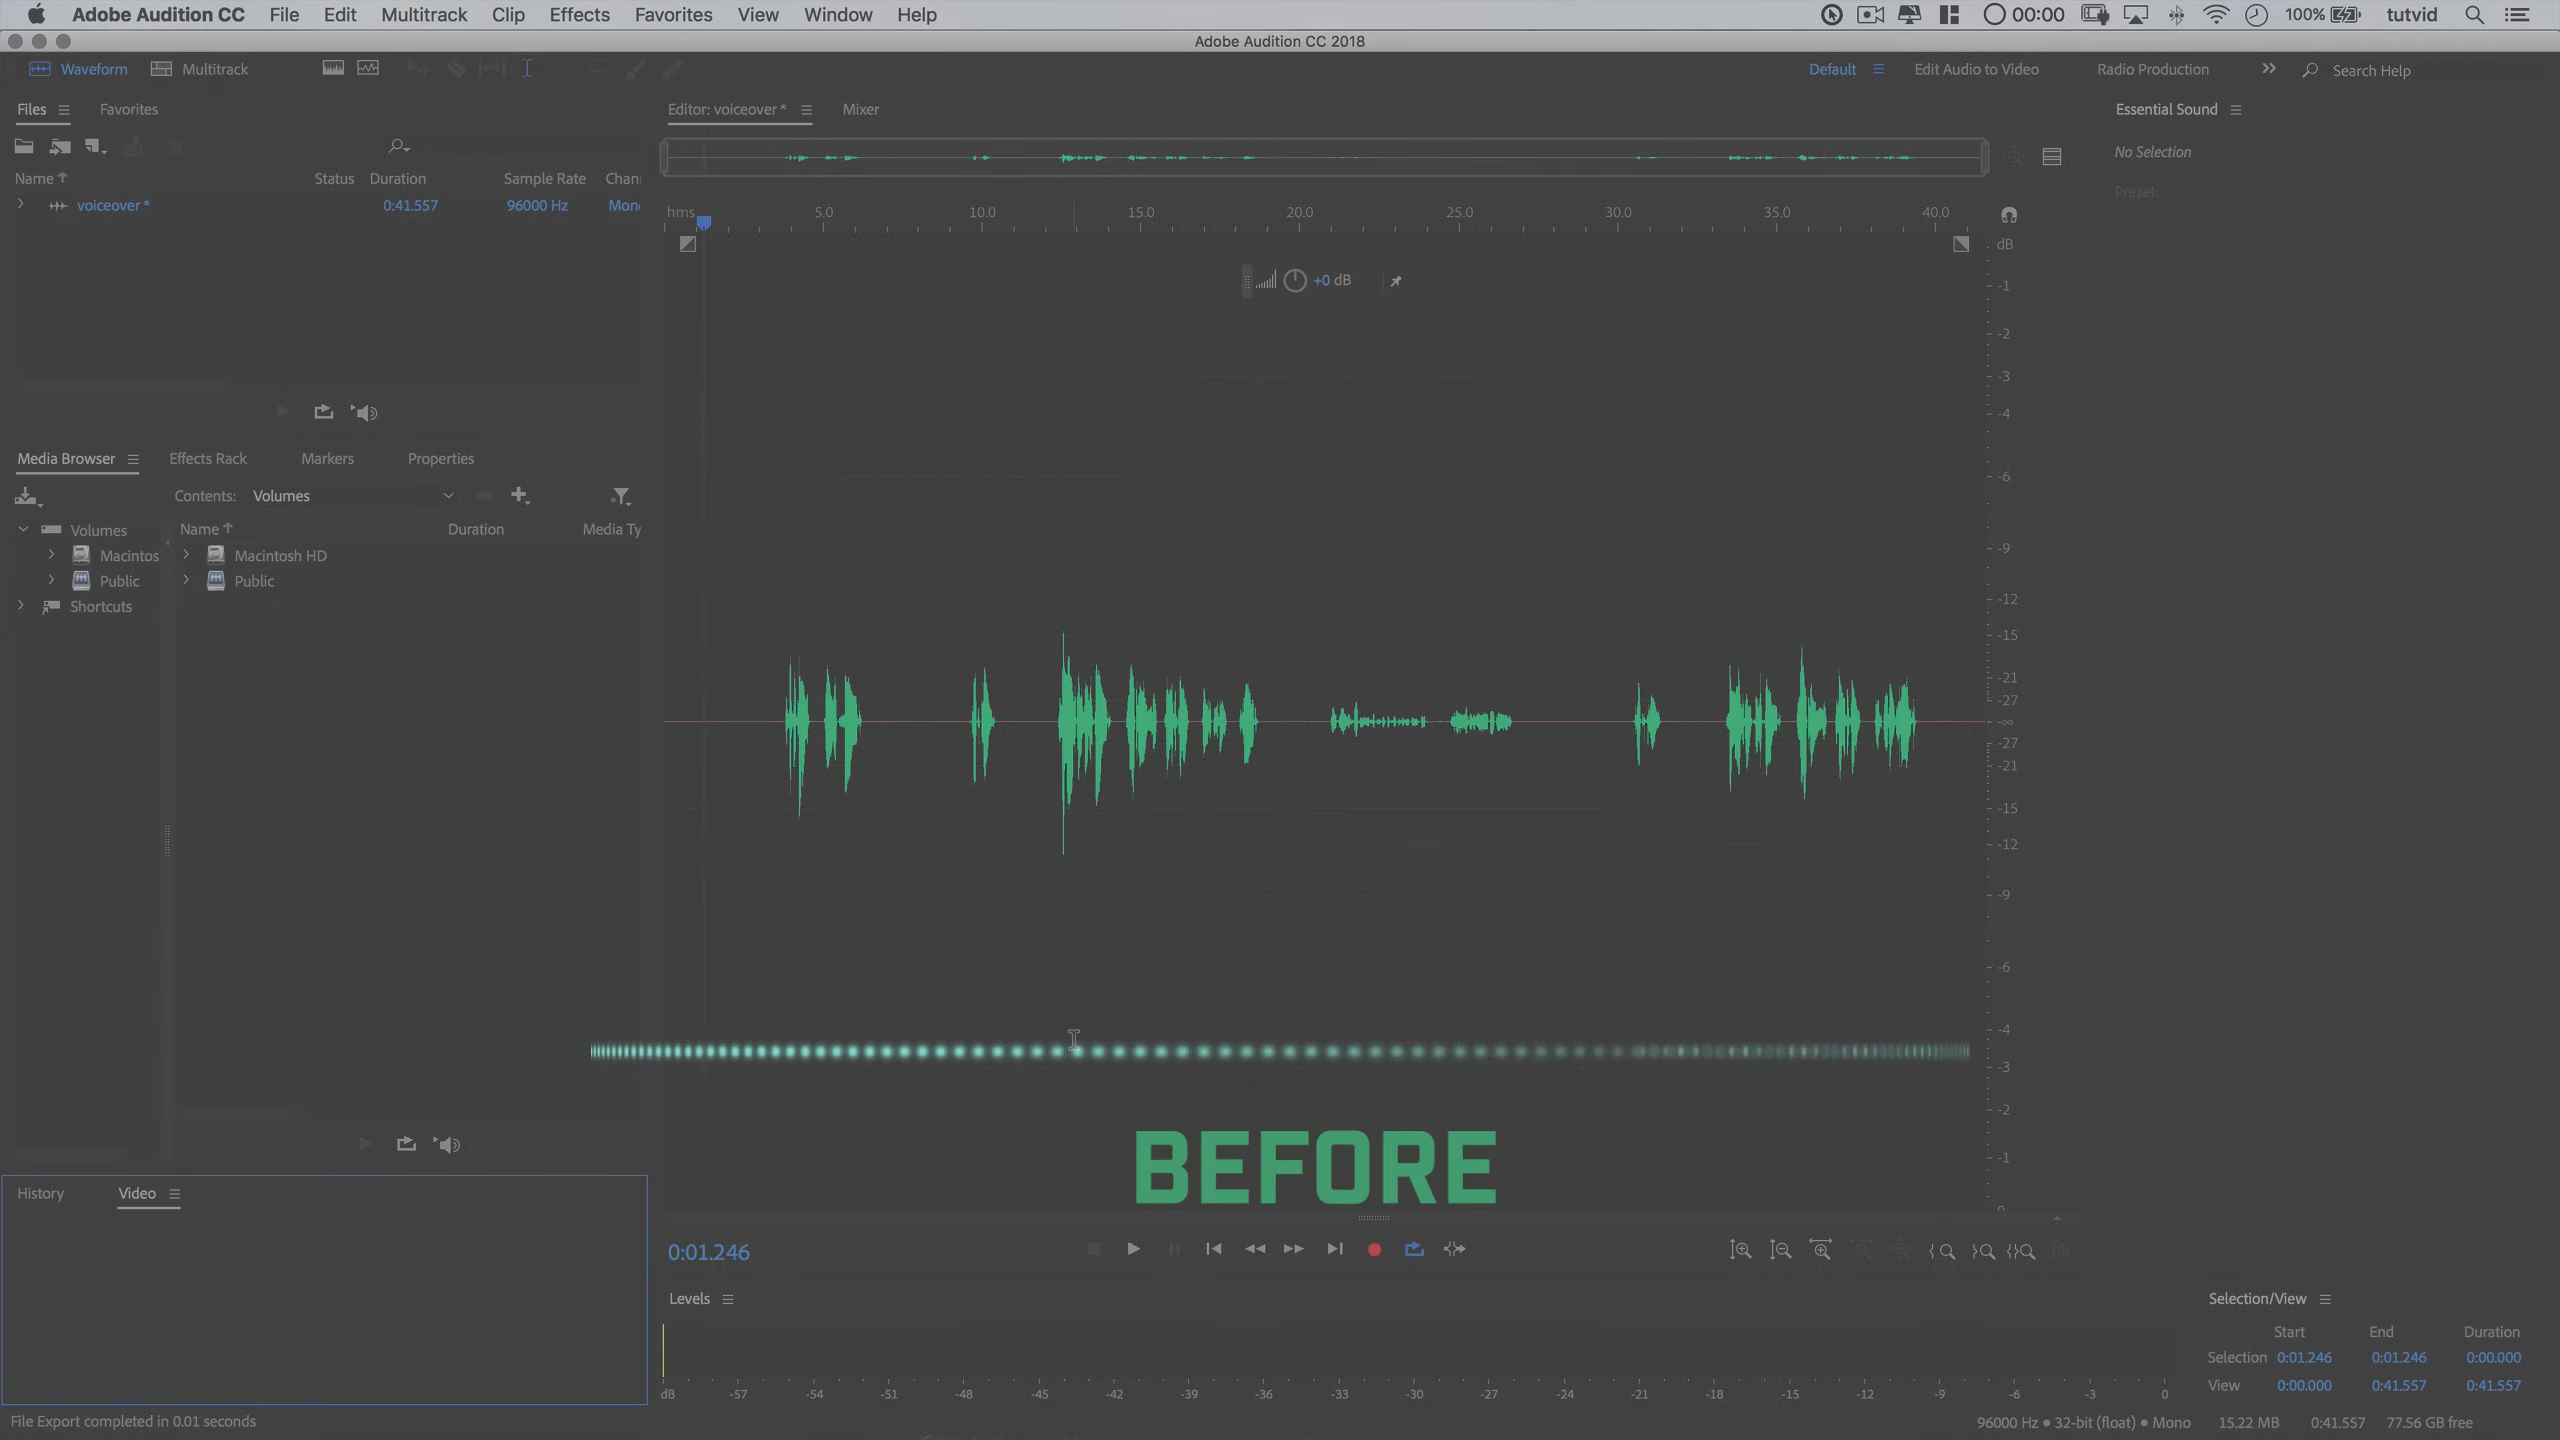 Adobe Audition CC File Edit Multitrack Clip Effects Favorites View Window Help 00:00 100% tutvid
Adobe Audition CC 2018
Waveform Multitrack Default Edit Audio to Video Radio Production Search Help
Files Favorites Editor: voiceover * Mixer Essential Sound
No Selection
Name Status Duration Sample Rate Chan
Preset:
voiceover * 0:41.557 96000 Hz Mon
hms 5.0 10.0 15.0 20.0 25.0 30.0 35.0 40.0
dB
+0 dB
-1
-2
-3
-4
-6
-9
-12
-15
-21
-27
-∞
-27
-21
-15
-12
-9
-6
-4
-3
-2
-1
0
Media Browser Effects Rack Markers Properties
Contents: Volumes
Volumes Name Duration Media Ty
Macintos Macintosh HD
Public Public
Shortcuts
BEFORE
History Video
0:01.246
Levels Selection/View
Start End Duration
Selection 0:01.246 0:01.246 0:00.000
View 0:00.000 0:41.557 0:41.557
dB -57 -54 -51 -48 -45 -42 -39 -36 -33 -30 -27 -24 -21 -18 -15 -12 -9 -6 -3 0
File Export completed in 0.01 seconds 96000 Hz ● 32-bit (float) ● Mono 15.22 MB 0:41.557 77.56 GB free